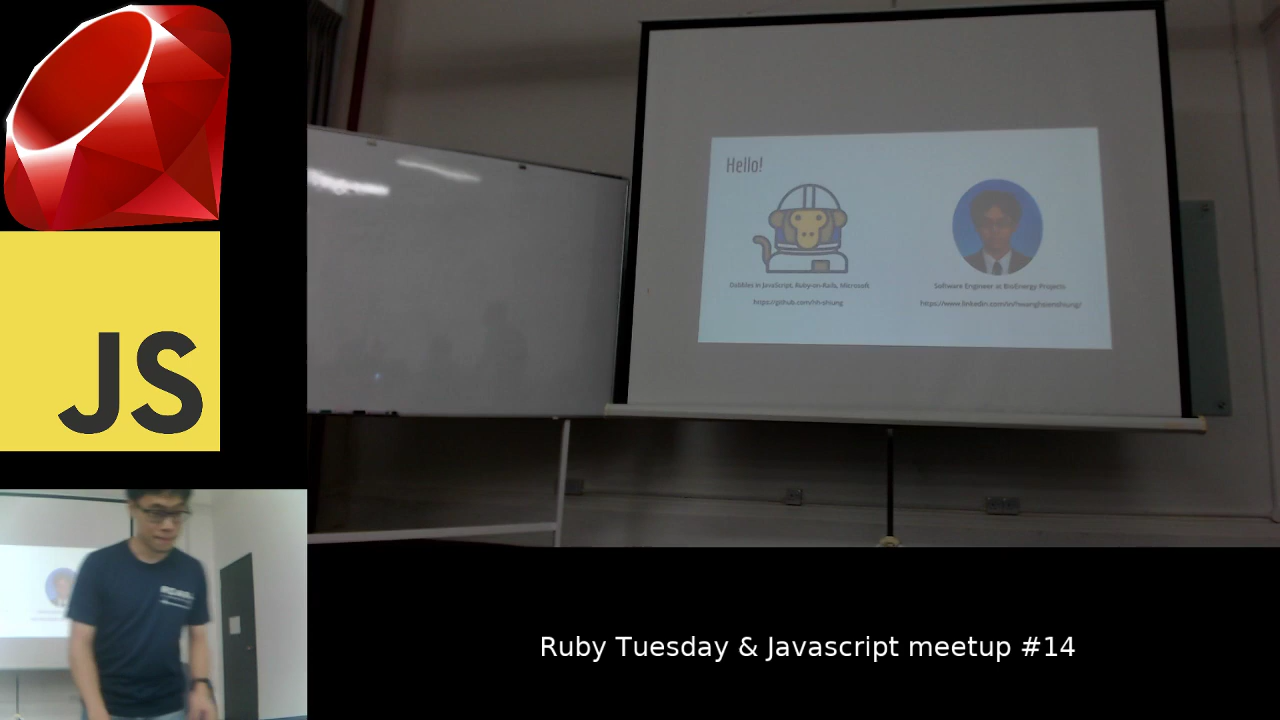 JS
Hello!
Dabbles in JavaScript, Ruby-on-Rails, Microsoft
https://github.com/hh-shiung
Software Engineer at BioEnergy Projects
Ruby Tuesday & Javascript meetup #14